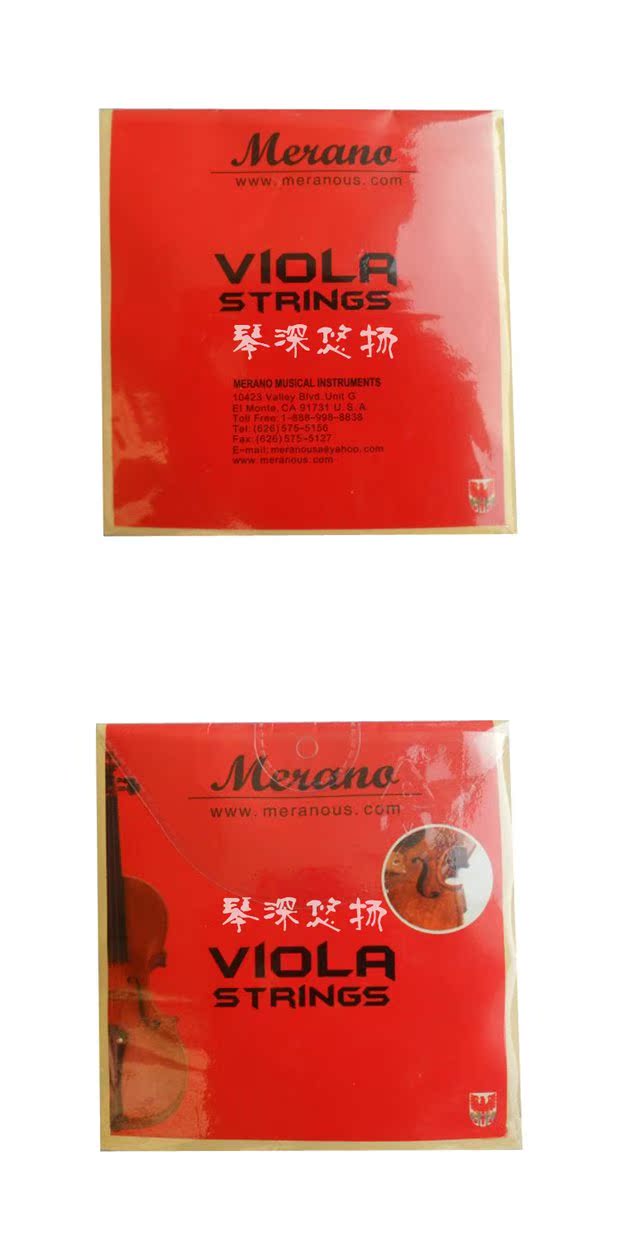 Merano
www.meranous.com
VIOLA
STRINGS
琴深悠扬
MERANO MUSICAL INSTRUMENTS
10423 Valley Blvd. Unit G
El Monte, CA 91731 U.S.A
Toll Free: 1-888-998-8838
Tel: (626) 575-5156
Fax: (626) 575-5127
E-mail: meranousa@yahoo.com
www.meranous.com
Merano
www.meranous.com
琴深悠扬
VIOLA
STRINGS